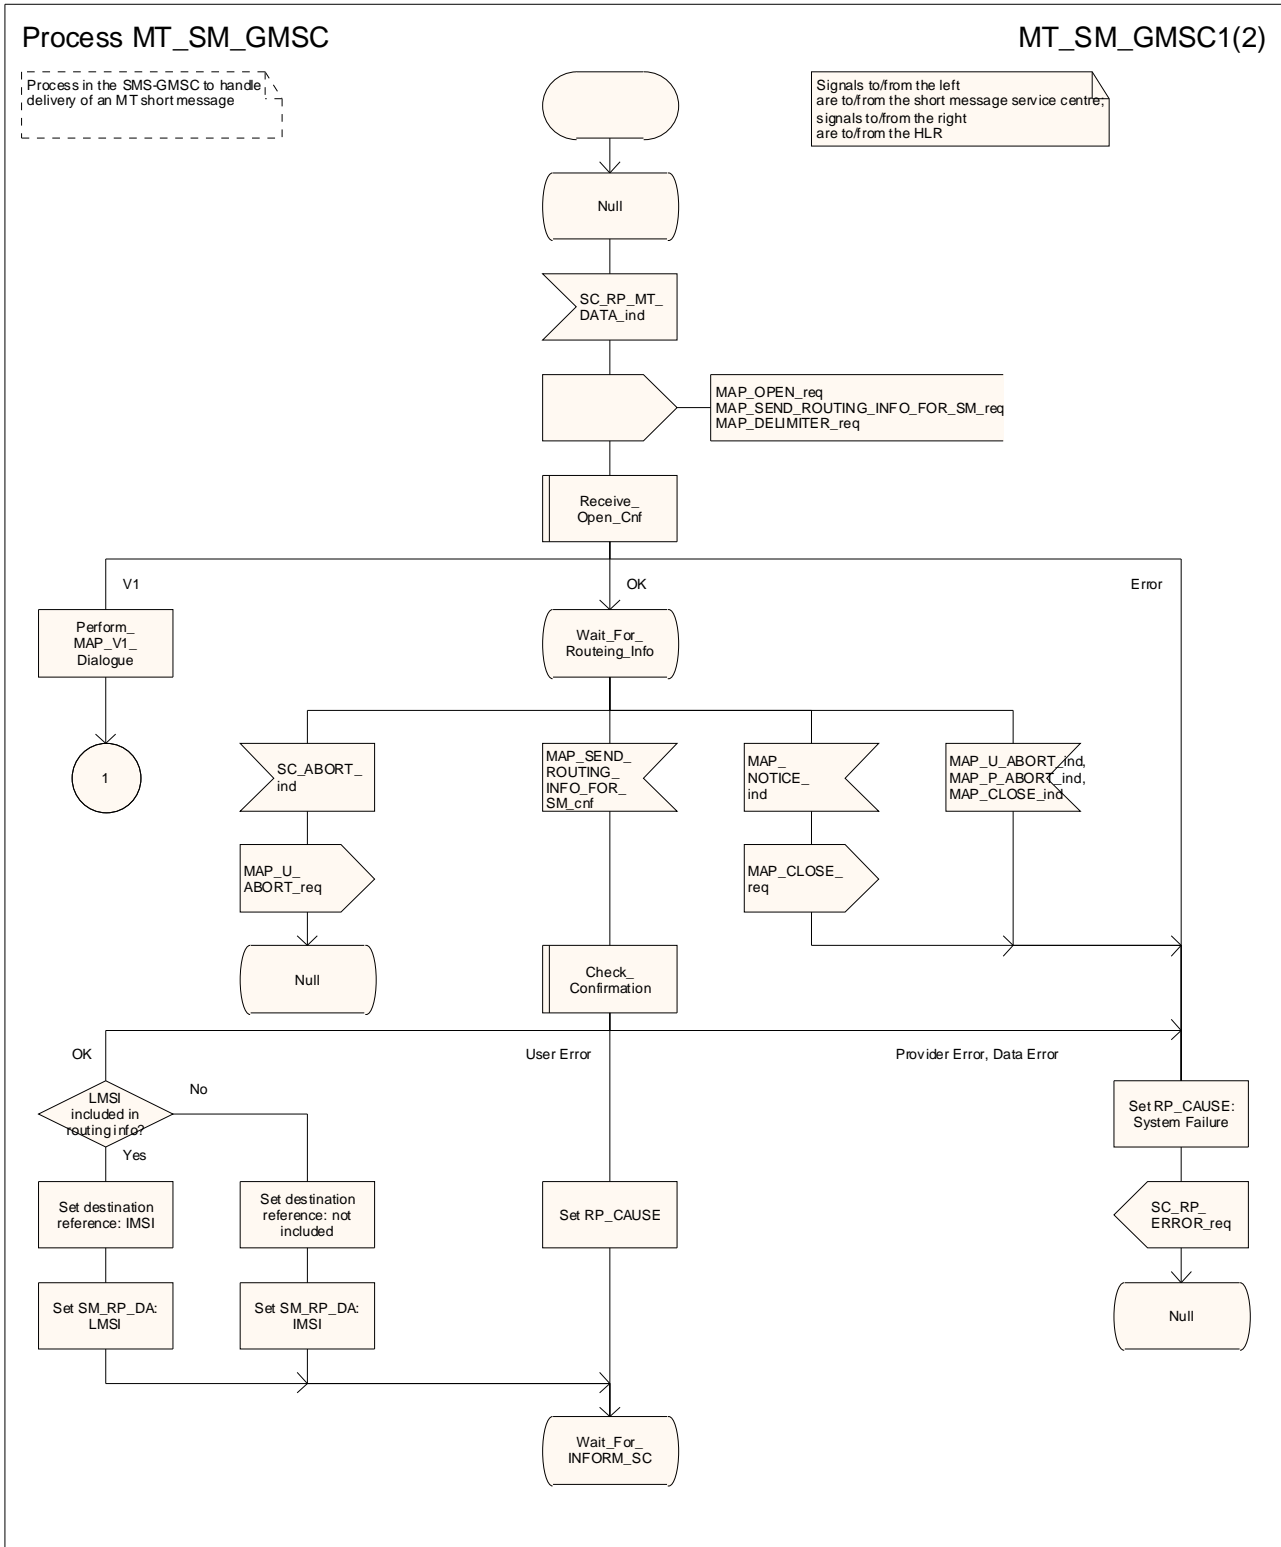 Process MT_SM_GMSC
MT_SM_GMSC1(2)
Process in the SMS-GMSC to handle
delivery of an MT short message
Signals to/from the left
are to/from the short message service centre;
signals to/from the right
are to/from the HLR
Null
SC_RP_MT_
DATA_ind
MAP_OPEN_req
MAP_SEND_ROUTING_INFO_FOR_SM_req
MAP_DELIMITER_req
Receive_
Open_Cnf
V1
OK
Error
Perform_
MAP_V1_
Dialogue
Wait_For_
Routeing_Info
1
SC_ABORT_
ind
MAP_SEND_
ROUTING_
INFO_FOR_
SM_cnf
MAP_
NOTICE_
ind
MAP_U_ABORT_ind,
MAP_P_ABORT_ind,
MAP_CLOSE_ind
MAP_U_
ABORT_req
MAP_CLOSE_
req
Null
Check_
Confirmation
OK
User Error
Provider Error, Data Error
LMSI
included in
routing info?
No
Yes
Set RP_CAUSE:
System Failure
Set destination
reference: IMSI
Set destination
reference: not
included
Set RP_CAUSE
SC_RP_
ERROR_req
Set SM_RP_DA:
LMSI
Set SM_RP_DA:
IMSI
Null
Wait_For_
INFORM_SC